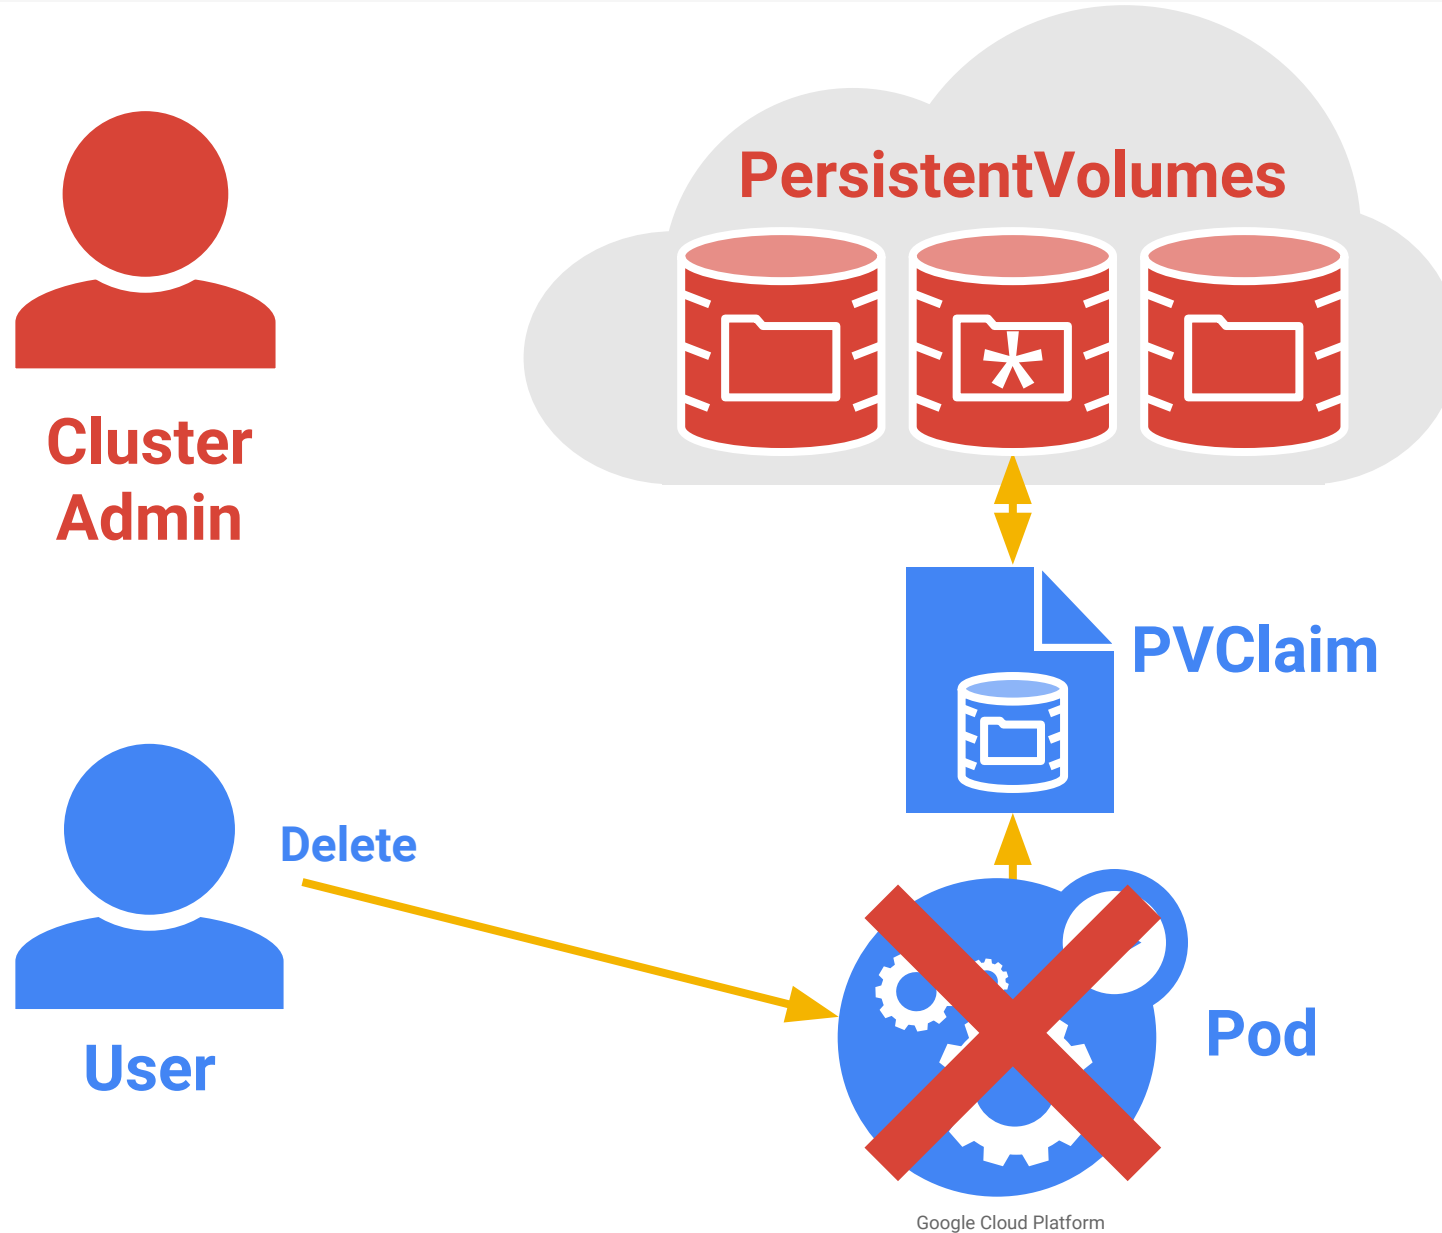 PersistentVolumes
Cluster
Admin
*
PVClaim
Delete
User
Pod
Google Cloud Platform